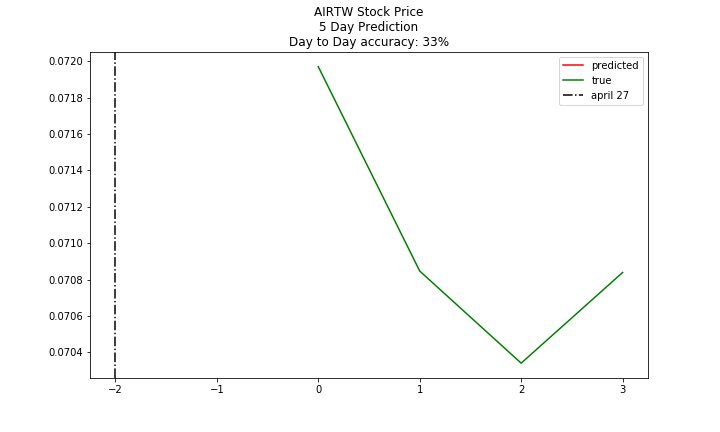 AIRTW Stock Price
5 Day Prediction
Day to Day accuracy: 33%
predicted
true
april 27
0.0720
0.0718
0.0716
0.0714
0.0712
0.0710
0.0708
0.0706
0.0704
−2
−1
0
1
2
3